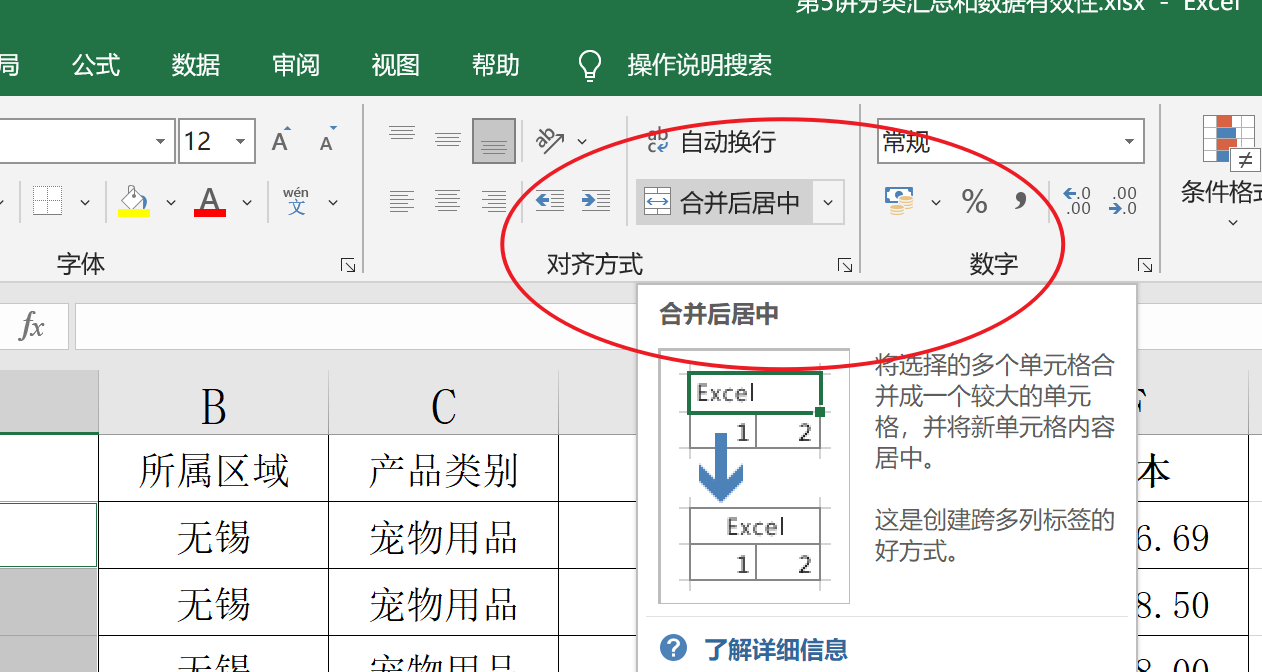 第5讲分类汇总和数据有效性.xlsx - Excel
局 公式 数据 审阅 视图 帮助 操作说明搜索
12 A A ab 自动换行 常规
wén 文 A 合并后居中 % , .0 .00 .00 .0 条件格式
字体 对齐方式 数字
fx
合并后居中
将选择的多个单元格合
并成一个较大的单元
格，并将新单元格内容
居中。
这是创建跨多列标签的
好方式。
Excel
1 2
Excel
1 2
了解详细信息
B C
所属区域 产品类别 本
无锡 宠物用品 6.69
无锡 宠物用品 8.50
无锡 宠物用品 8.00